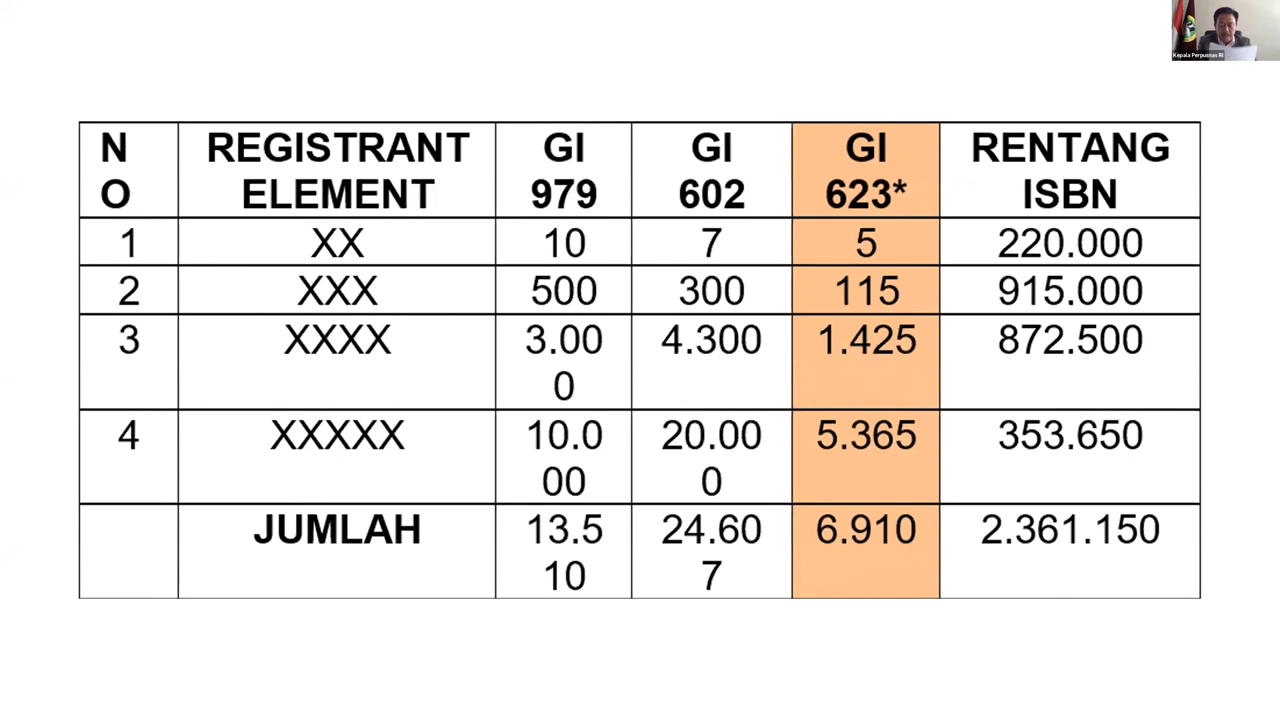 Kepala Perpusnas RI
N
O
REGISTRANT
ELEMENT
GI
979
GI
602
GI
623*
RENTANG
ISBN
1
XX
10
7
5
220.000
2
XXX
500
300
115
915.000
3
XXXX
3.00
0
4.300
1.425
872.500
4
XXXXX
10.0
00
20.00
0
5.365
353.650
JUMLAH
13.5
10
24.60
7
6.910
2.361.150